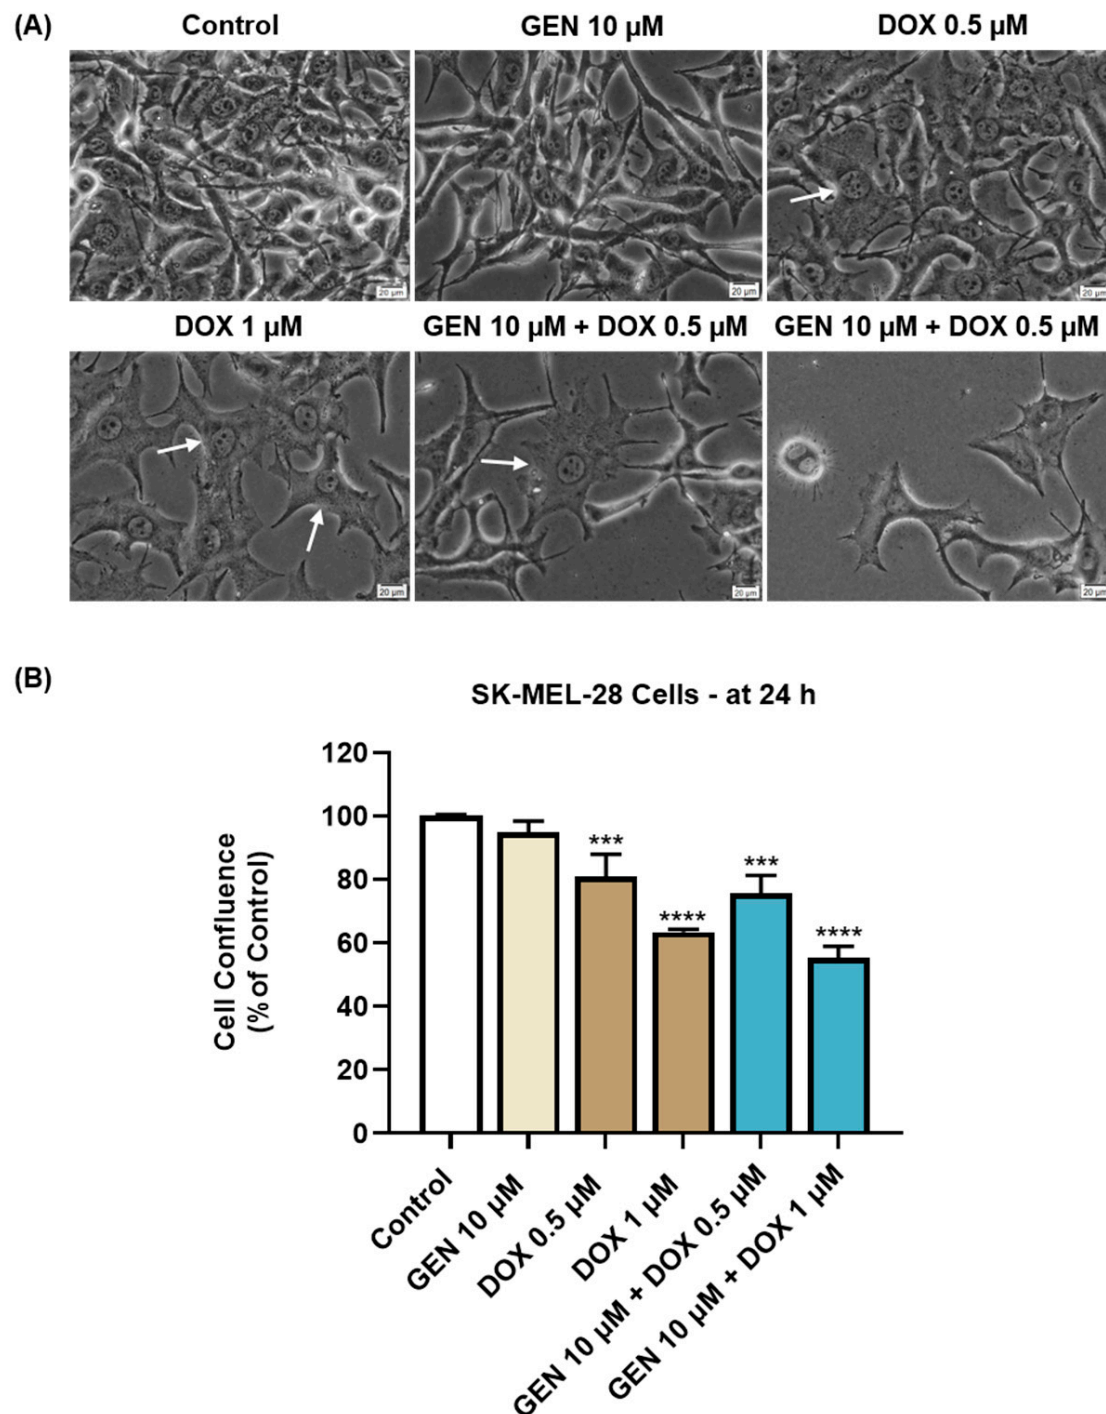 (A)
Control
GEN 10 µM
DOX 0.5 µM
20 µm
20 µm
20 µm
DOX 1 µM
GEN 10 µM + DOX 0.5 µM
GEN 10 µM + DOX 0.5 µM
20 µm
20 µm
20 µm
(B)
SK-MEL-28 Cells - at 24 h
Cell Confluence
(% of Control)
120
100
80
60
40
20
0
***
****
***
****
Control
GEN 10 µM
DOX 0.5 µM
DOX 1 µM
GEN 10 µM + DOX 0.5 µM
GEN 10 µM + DOX 1 µM